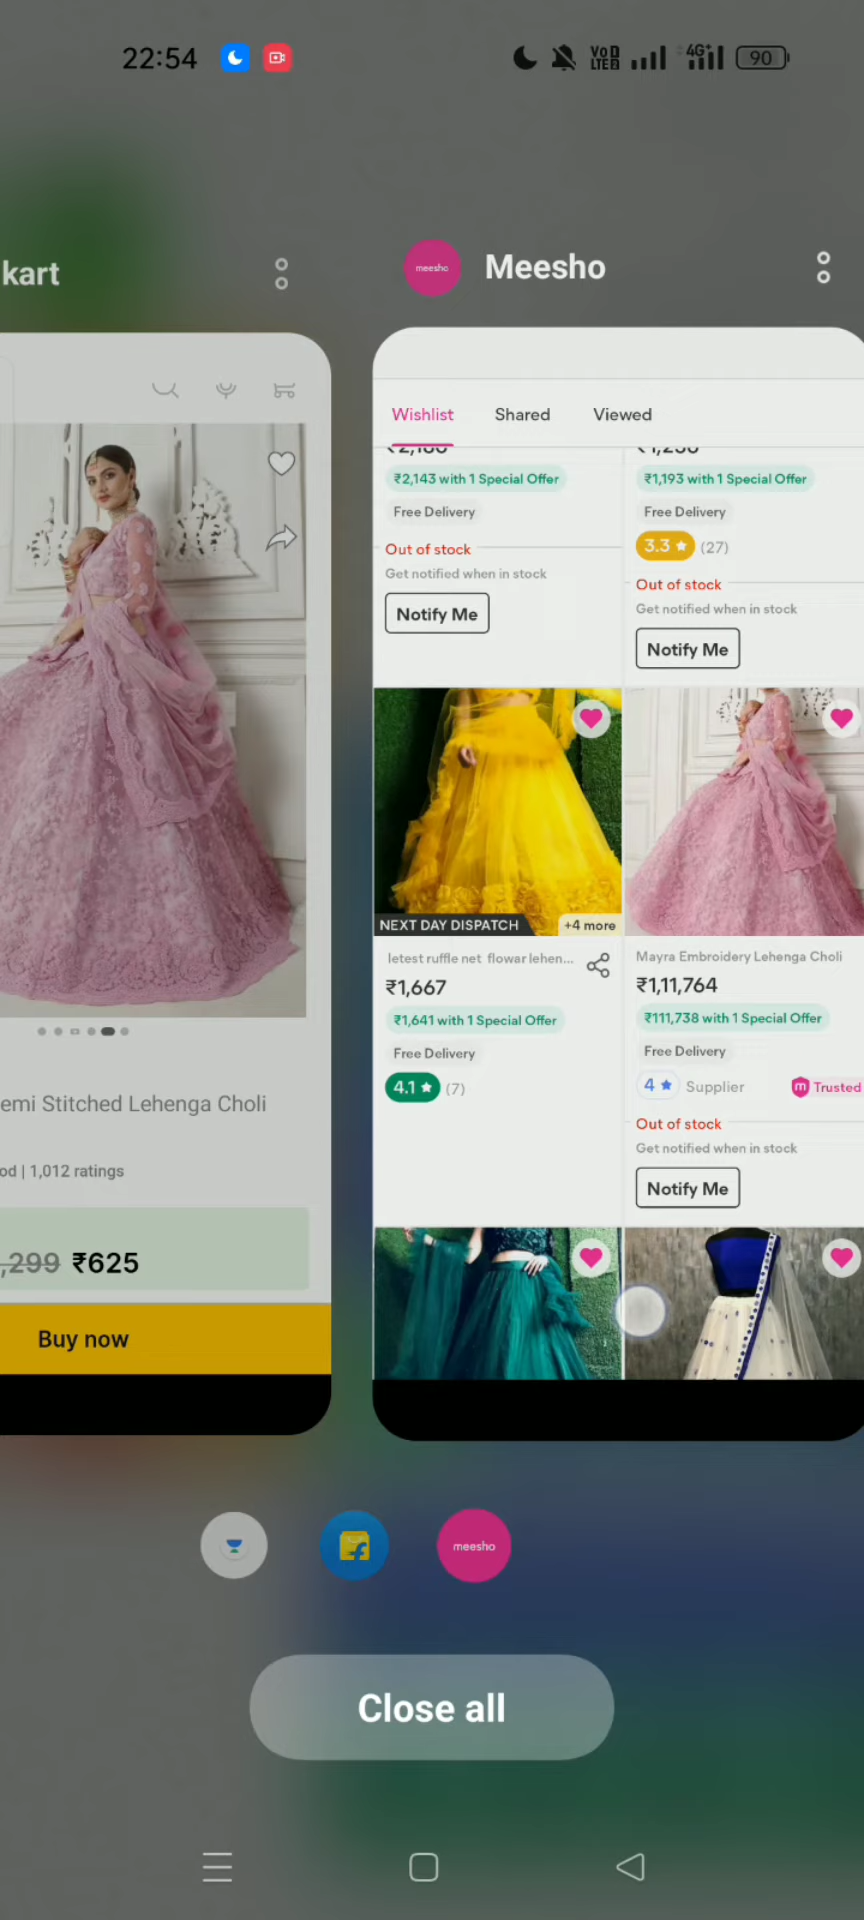 22:54
VoD LTE2
4G+
90
kart
meesho
Meesho
Wishlist
Shared
Viewed
₹2,143 with 1 Special Offer
₹1,193 with 1 Special Offer
Free Delivery
Free Delivery
Out of stock
3.3 ★ (27)
Get notified when in stock
Out of stock
Notify Me
Get notified when in stock
Notify Me
NEXT DAY DISPATCH
+4 more
letest ruffle net flowar lehen...
Mayra Embroidery Lehenga Choli
₹1,667
₹1,11,764
₹1,641 with 1 Special Offer
₹111,738 with 1 Special Offer
Free Delivery
Free Delivery
4.1 ★ (7)
4 ★ Supplier
m Trusted
Out of stock
Get notified when in stock
Notify Me
emi Stitched Lehenga Choli
od | 1,012 ratings
,299 ₹625
Buy now
meesho
Close all